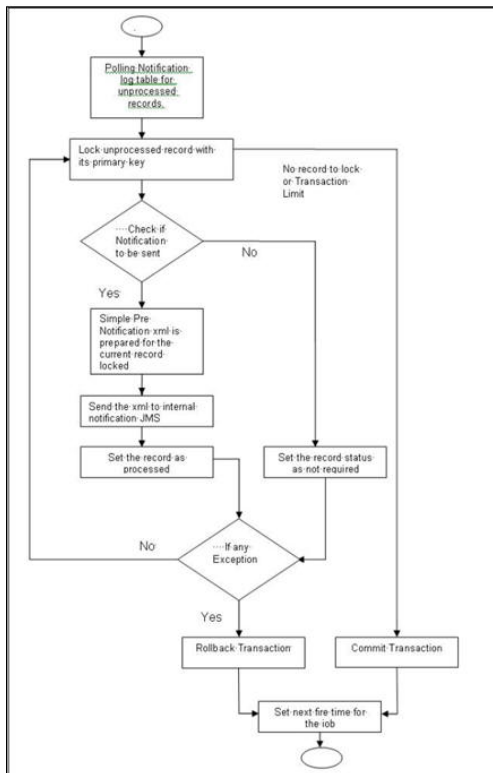 Polling Notification
log table for
unprocessed
records.
Lock unprocessed record with
its primary key
No record to lock
or Transaction
Limit
....Check if
Notification
to be sent
No
Yes
Simple Pre
Notification xml is
prepared for the
current record
locked
Send the xml to internal
notification JMS
Set the record as
processed
Set the record status
as not required
No
....If any
Exception
Yes
Rollback Transaction
Commit Transaction
Set next fire time for
the job